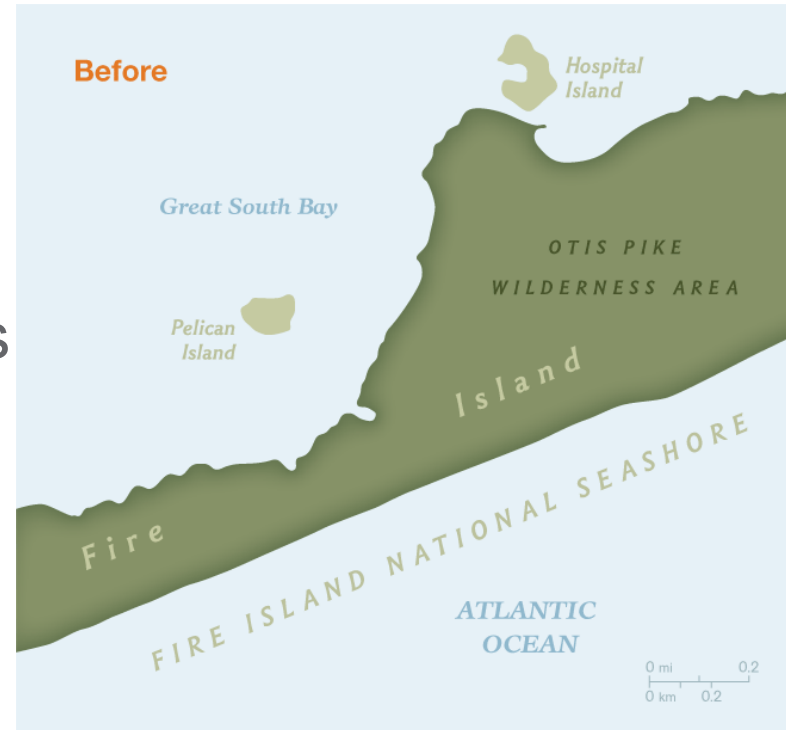 Before
Hospital
Island
Great South Bay
OTIS PIKE
WILDERNESS AREA
s
Pelican
Island
Fire Island
FIRE ISLAND NATIONAL SEASHORE
ATLANTIC
OCEAN
0 mi 0.2
0 km 0.2